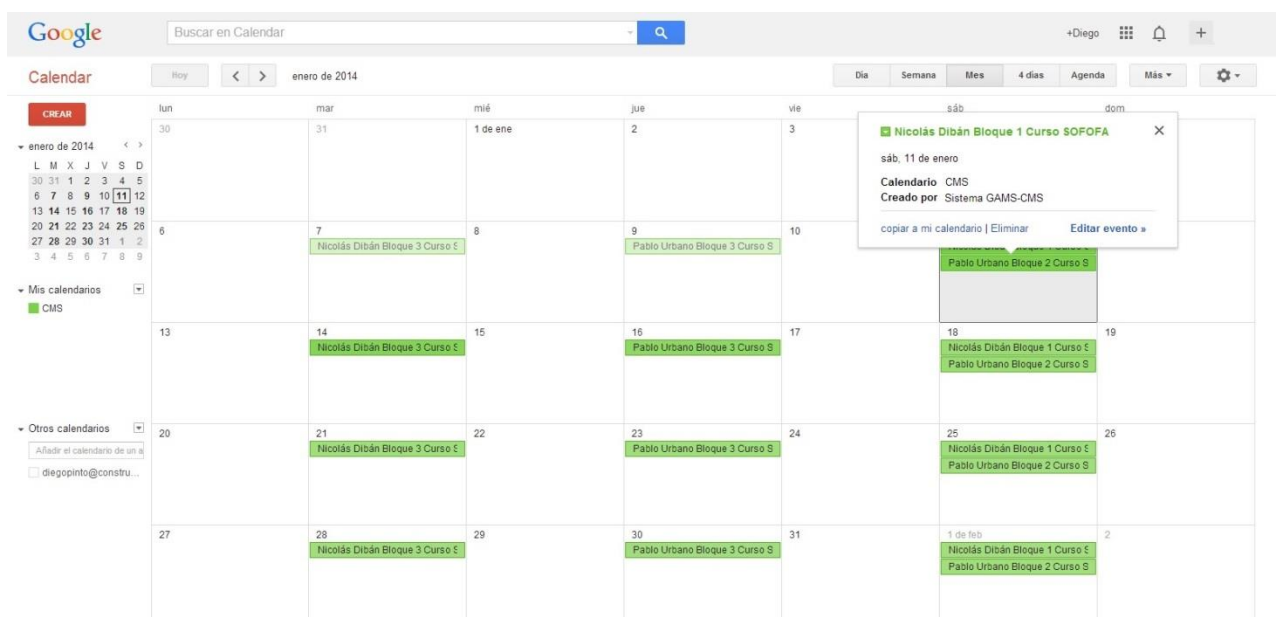 Google
Buscar en Calendar
+Diego
Calendar
Hoy
enero de 2014
Día Semana Mes 4 días Agenda
Más
CREAR
enero de 2014
L M X J V S D
30 31 1 2 3 4 5
6 7 8 9 10 11 12
13 14 15 16 17 18 19
20 21 22 23 24 25 26
27 28 29 30 31 1 2
3 4 5 6 7 8 9
Mis calendarios
CMS
Otros calendarios
Añadir el calendario de un a
diegopinto@constru...
lun mar mié jue vie sáb dom
30 31 1 de ene 2 3
Nicolás Dibán Bloque 1 Curso SOFOFA
sáb, 11 de enero
Calendario CMS
Creado por Sistema GAMS-CMS
copiar a mi calendario | Eliminar Editar evento »
6 7 8 9 10
Nicolás Dibán Bloque 3 Curso S Pablo Urbano Bloque 3 Curso S
Pablo Urbano Bloque 2 Curso S
13 14 15 16 17 18 19
Nicolás Dibán Bloque 3 Curso S Pablo Urbano Bloque 3 Curso S Nicolás Dibán Bloque 1 Curso S
Pablo Urbano Bloque 2 Curso S
20 21 22 23 24 25 26
Nicolás Dibán Bloque 3 Curso S Pablo Urbano Bloque 3 Curso S Nicolás Dibán Bloque 1 Curso S
Pablo Urbano Bloque 2 Curso S
27 28 29 30 31 1 de feb 2
Nicolás Dibán Bloque 3 Curso S Pablo Urbano Bloque 3 Curso S Nicolás Dibán Bloque 1 Curso S
Pablo Urbano Bloque 2 Curso S